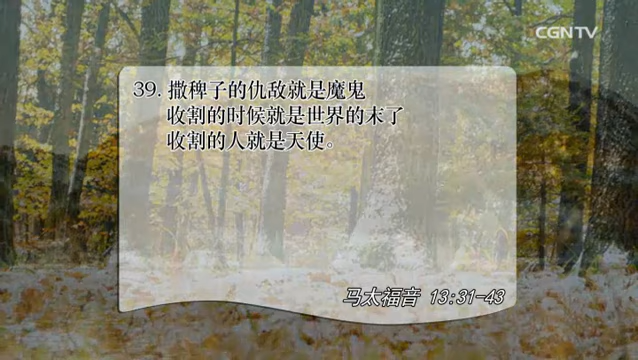 CGNTV
39. 撒稗子的仇敌就是魔鬼
收割的时候就是世界的末了
收割的人就是天使。
马太福音 13:31-43